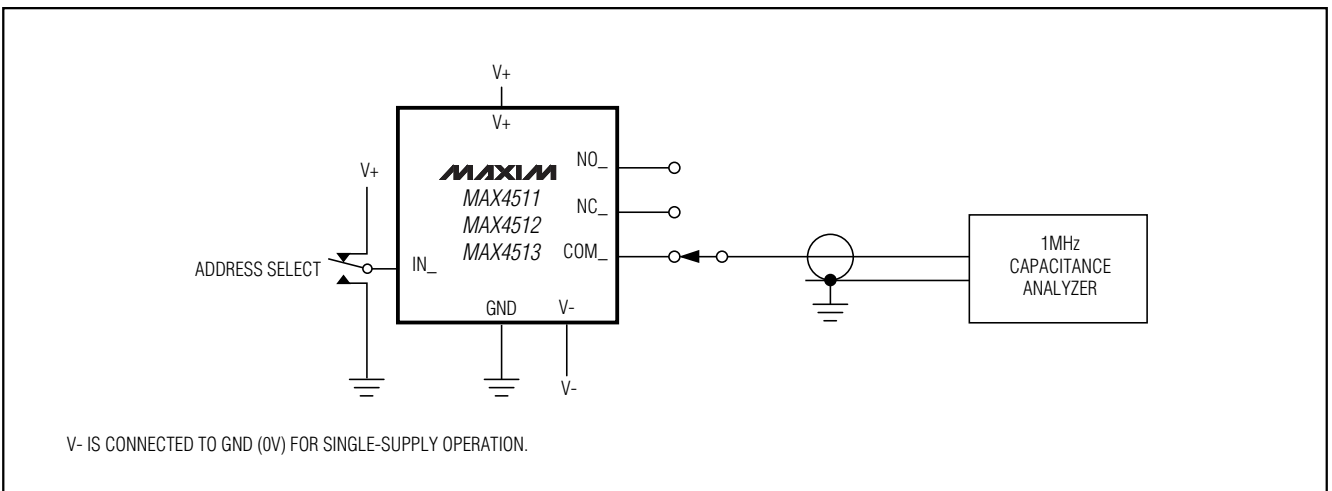 V+
V+
MAXIM
MAX4511
MAX4512
MAX4513
NO_
NC_
COM_
IN_
GND
V-
V-
V+
ADDRESS SELECT
1MHz
CAPACITANCE
ANALYZER
V- IS CONNECTED TO GND (0V) FOR SINGLE-SUPPLY OPERATION.